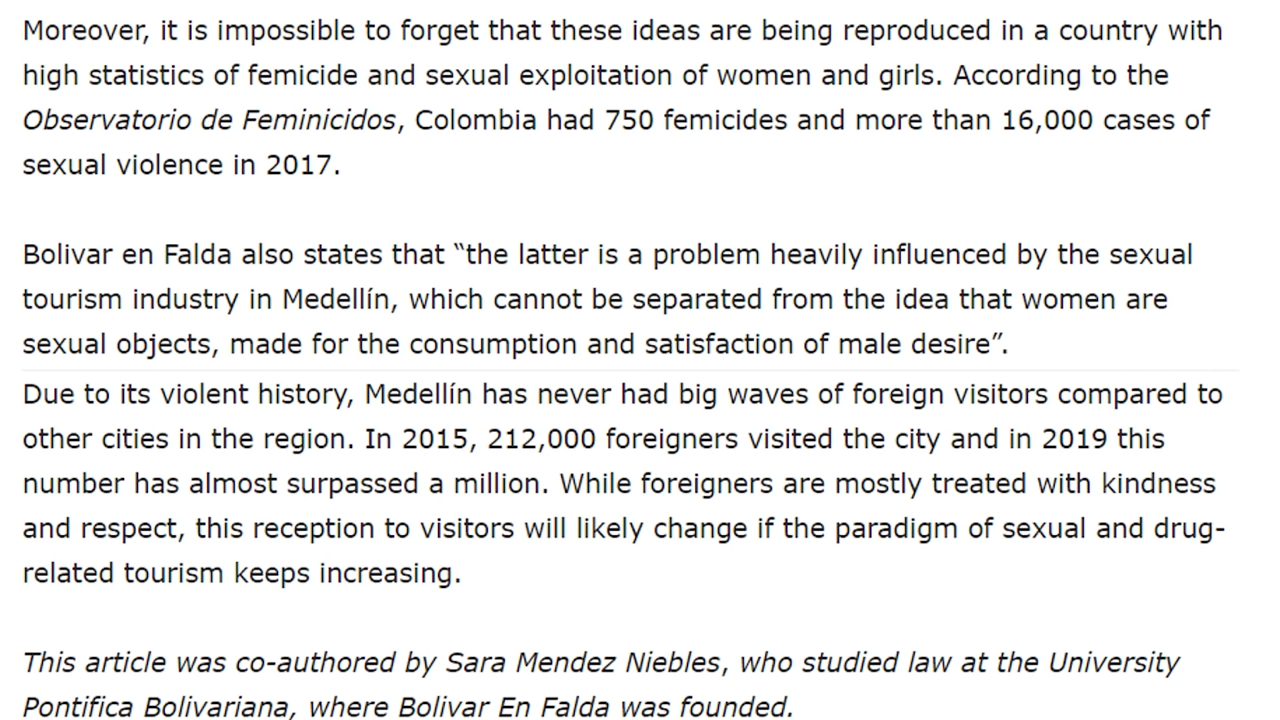 Moreover, it is impossible to forget that these ideas are being reproduced in a country with
high statistics of femicide and sexual exploitation of women and girls. According to the
Observatorio de Feminicidos, Colombia had 750 femicides and more than 16,000 cases of
sexual violence in 2017.
Bolivar en Falda also states that “the latter is a problem heavily influenced by the sexual
tourism industry in Medellín, which cannot be separated from the idea that women are
sexual objects, made for the consumption and satisfaction of male desire”.
Due to its violent history, Medellín has never had big waves of foreign visitors compared to
other cities in the region. In 2015, 212,000 foreigners visited the city and in 2019 this
number has almost surpassed a million. While foreigners are mostly treated with kindness
and respect, this reception to visitors will likely change if the paradigm of sexual and drug-
related tourism keeps increasing.
This article was co-authored by Sara Mendez Niebles, who studied law at the University
Pontifica Bolivariana, where Bolivar En Falda was founded.